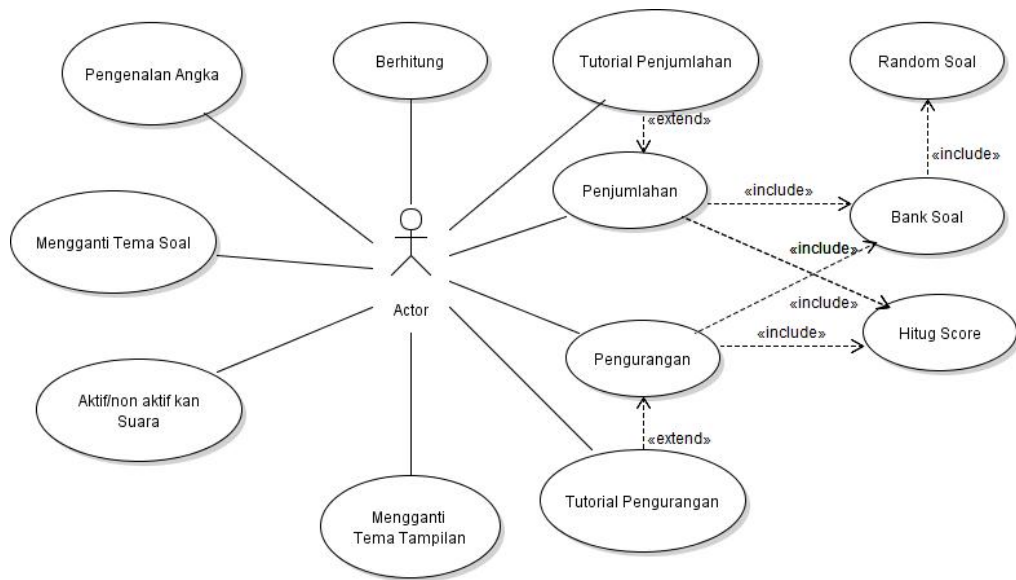 Pengenalan Angka
Berhitung
Tutorial Penjumlahan
Random Soal
«extend»
«include»
Penjumlahan
«include»
Bank Soal
Mengganti Tema Soal
«include»
Actor
«include»
Hitug Score
«include»
Pengurangan
Aktif/non aktif kan
Suara
«extend»
Tutorial Pengurangan
Mengganti
Tema Tampilan